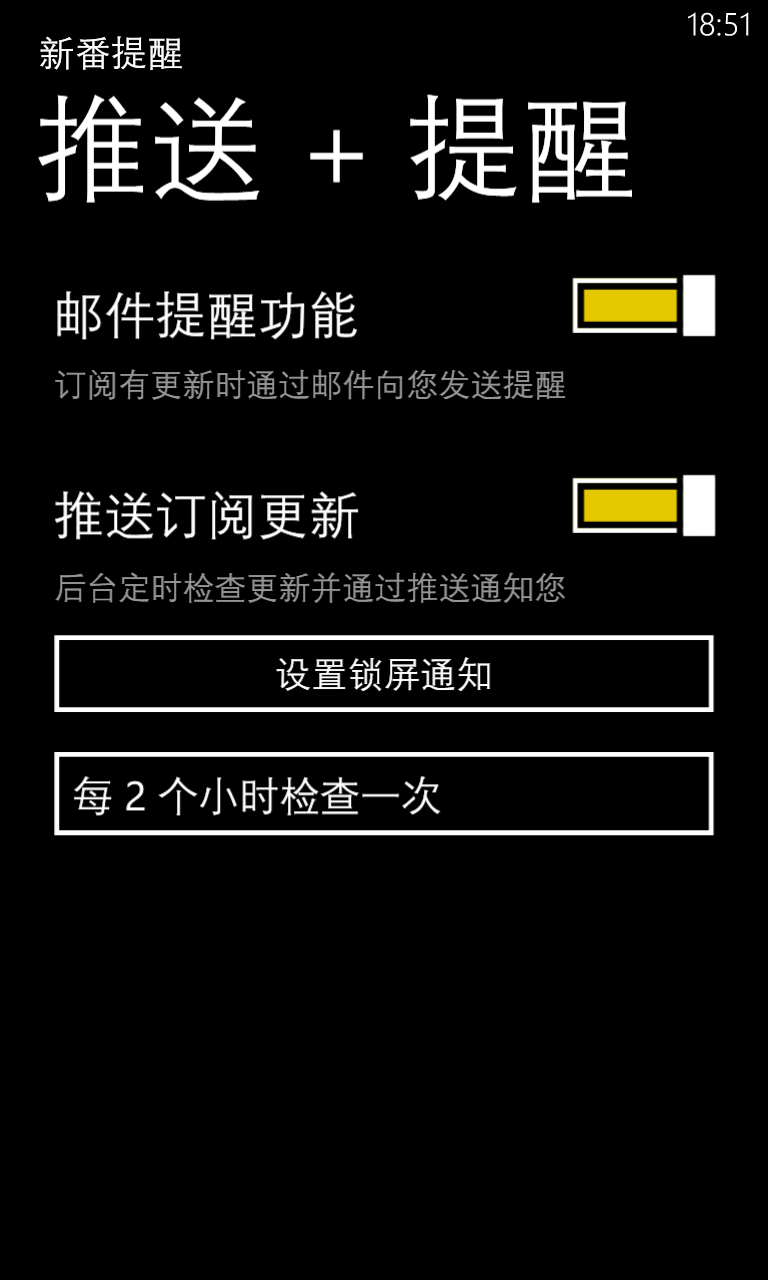 18:51
新番提醒
推送 + 提醒
邮件提醒功能
订阅有更新时通过邮件向您发送提醒
推送订阅更新
后台定时检查更新并通过推送通知您
设置锁屏通知
每 2 个小时检查一次